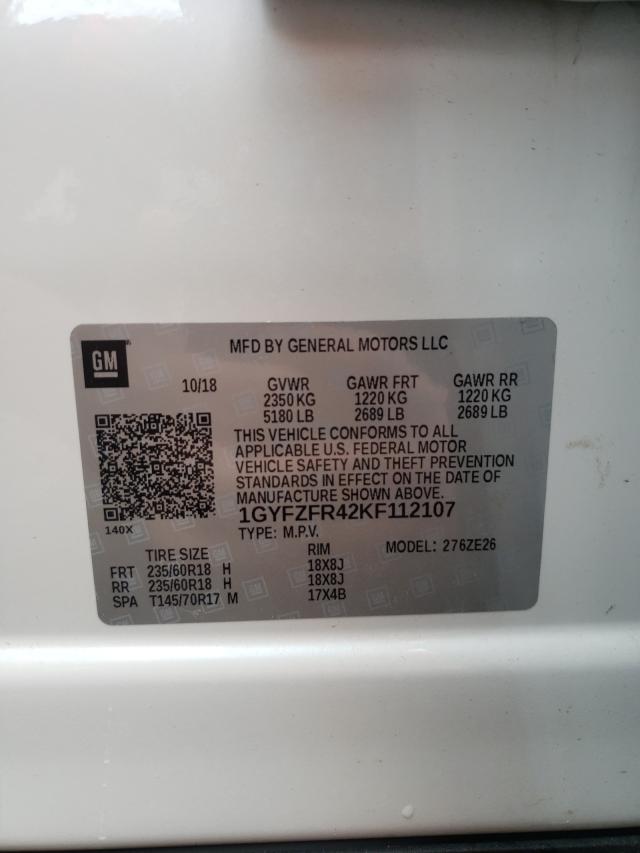 GM
MFD BY GENERAL MOTORS LLC
10/18 GVWR GAWR FRT GAWR RR
2350 KG 1220 KG 1220 KG
5180 LB 2689 LB 2689 LB
THIS VEHICLE CONFORMS TO ALL
APPLICABLE U.S. FEDERAL MOTOR
VEHICLE SAFETY AND THEFT PREVENTION
STANDARDS IN EFFECT ON THE DATE OF
MANUFACTURE SHOWN ABOVE.
1GYFZFR42KF112107
140X
TYPE: M.P.V. MODEL: 276ZE26
TIRE SIZE RIM
FRT 235/60R18 H 18X8J
RR 235/60R18 H 18X8J
SPA T145/70R17 M 17X4B